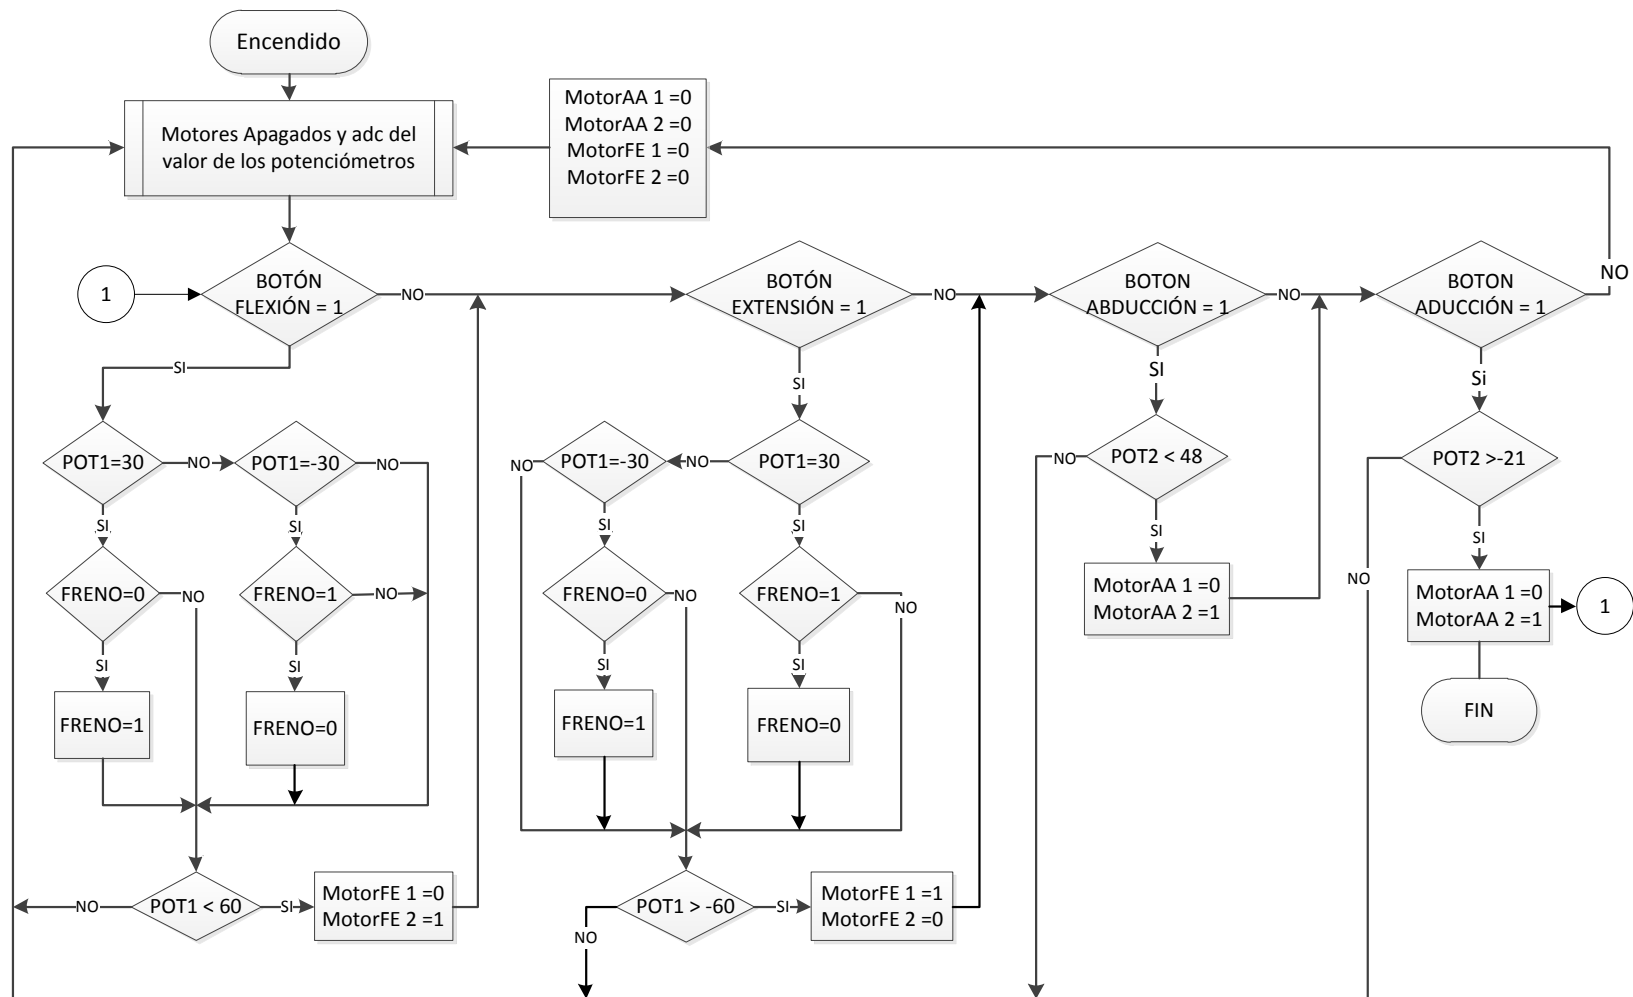 Encendido
Motores Apagados y adc del
valor de los potenciómetros
MotorAA 1 =0
MotorAA 2 =0
MotorFE 1 =0
MotorFE 2 =0
1
BOTÓN
FLEXIÓN = 1
NO
BOTÓN
EXTENSIÓN = 1
NO
BOTON
ABDUCCIÓN = 1
NO
BOTON
ADUCCIÓN = 1
NO
SI
SI
SI
Si
POT1=30
NO
POT1=-30
NO
NO
POT1=-30
NO
POT1=30
NO
POT2 < 48
POT2 >-21
SI
SI
SI
SI
SI
SI
FRENO=0
NO
FRENO=1
NO
FRENO=0
NO
FRENO=1
NO
MotorAA 1 =0
MotorAA 2 =1
NO
MotorAA 1 =0
MotorAA 2 =1
1
SI
SI
SI
SI
FRENO=1
FRENO=0
FRENO=1
FRENO=0
FIN
NO
POT1 < 60
SI
MotorFE 1 =0
MotorFE 2 =1
NO
POT1 > -60
SI
MotorFE 1 =1
MotorFE 2 =0